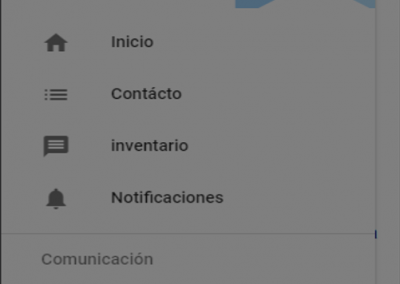 Inicio
Contácto
inventario
Notificaciones
Comunicación